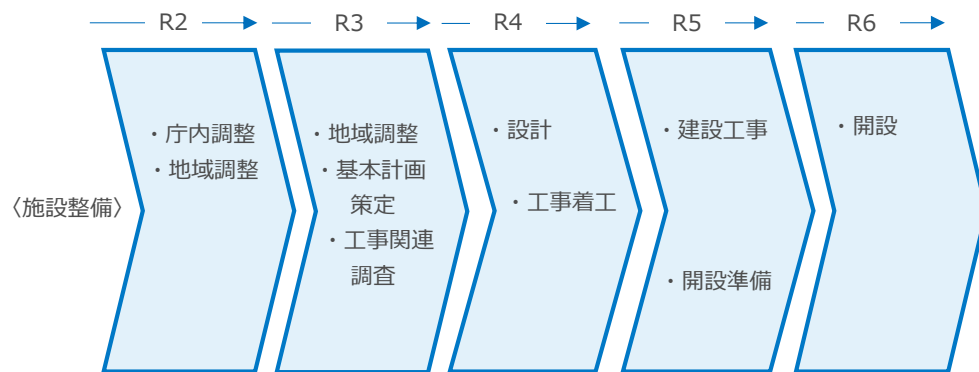 R2
R3
R4
R5
R6
〈施設整備〉
・庁内調整
・地域調整
・地域調整
・基本計画
策定
・工事関連
調査
・設計
・工事着工
・建設工事
・開設準備
・開設